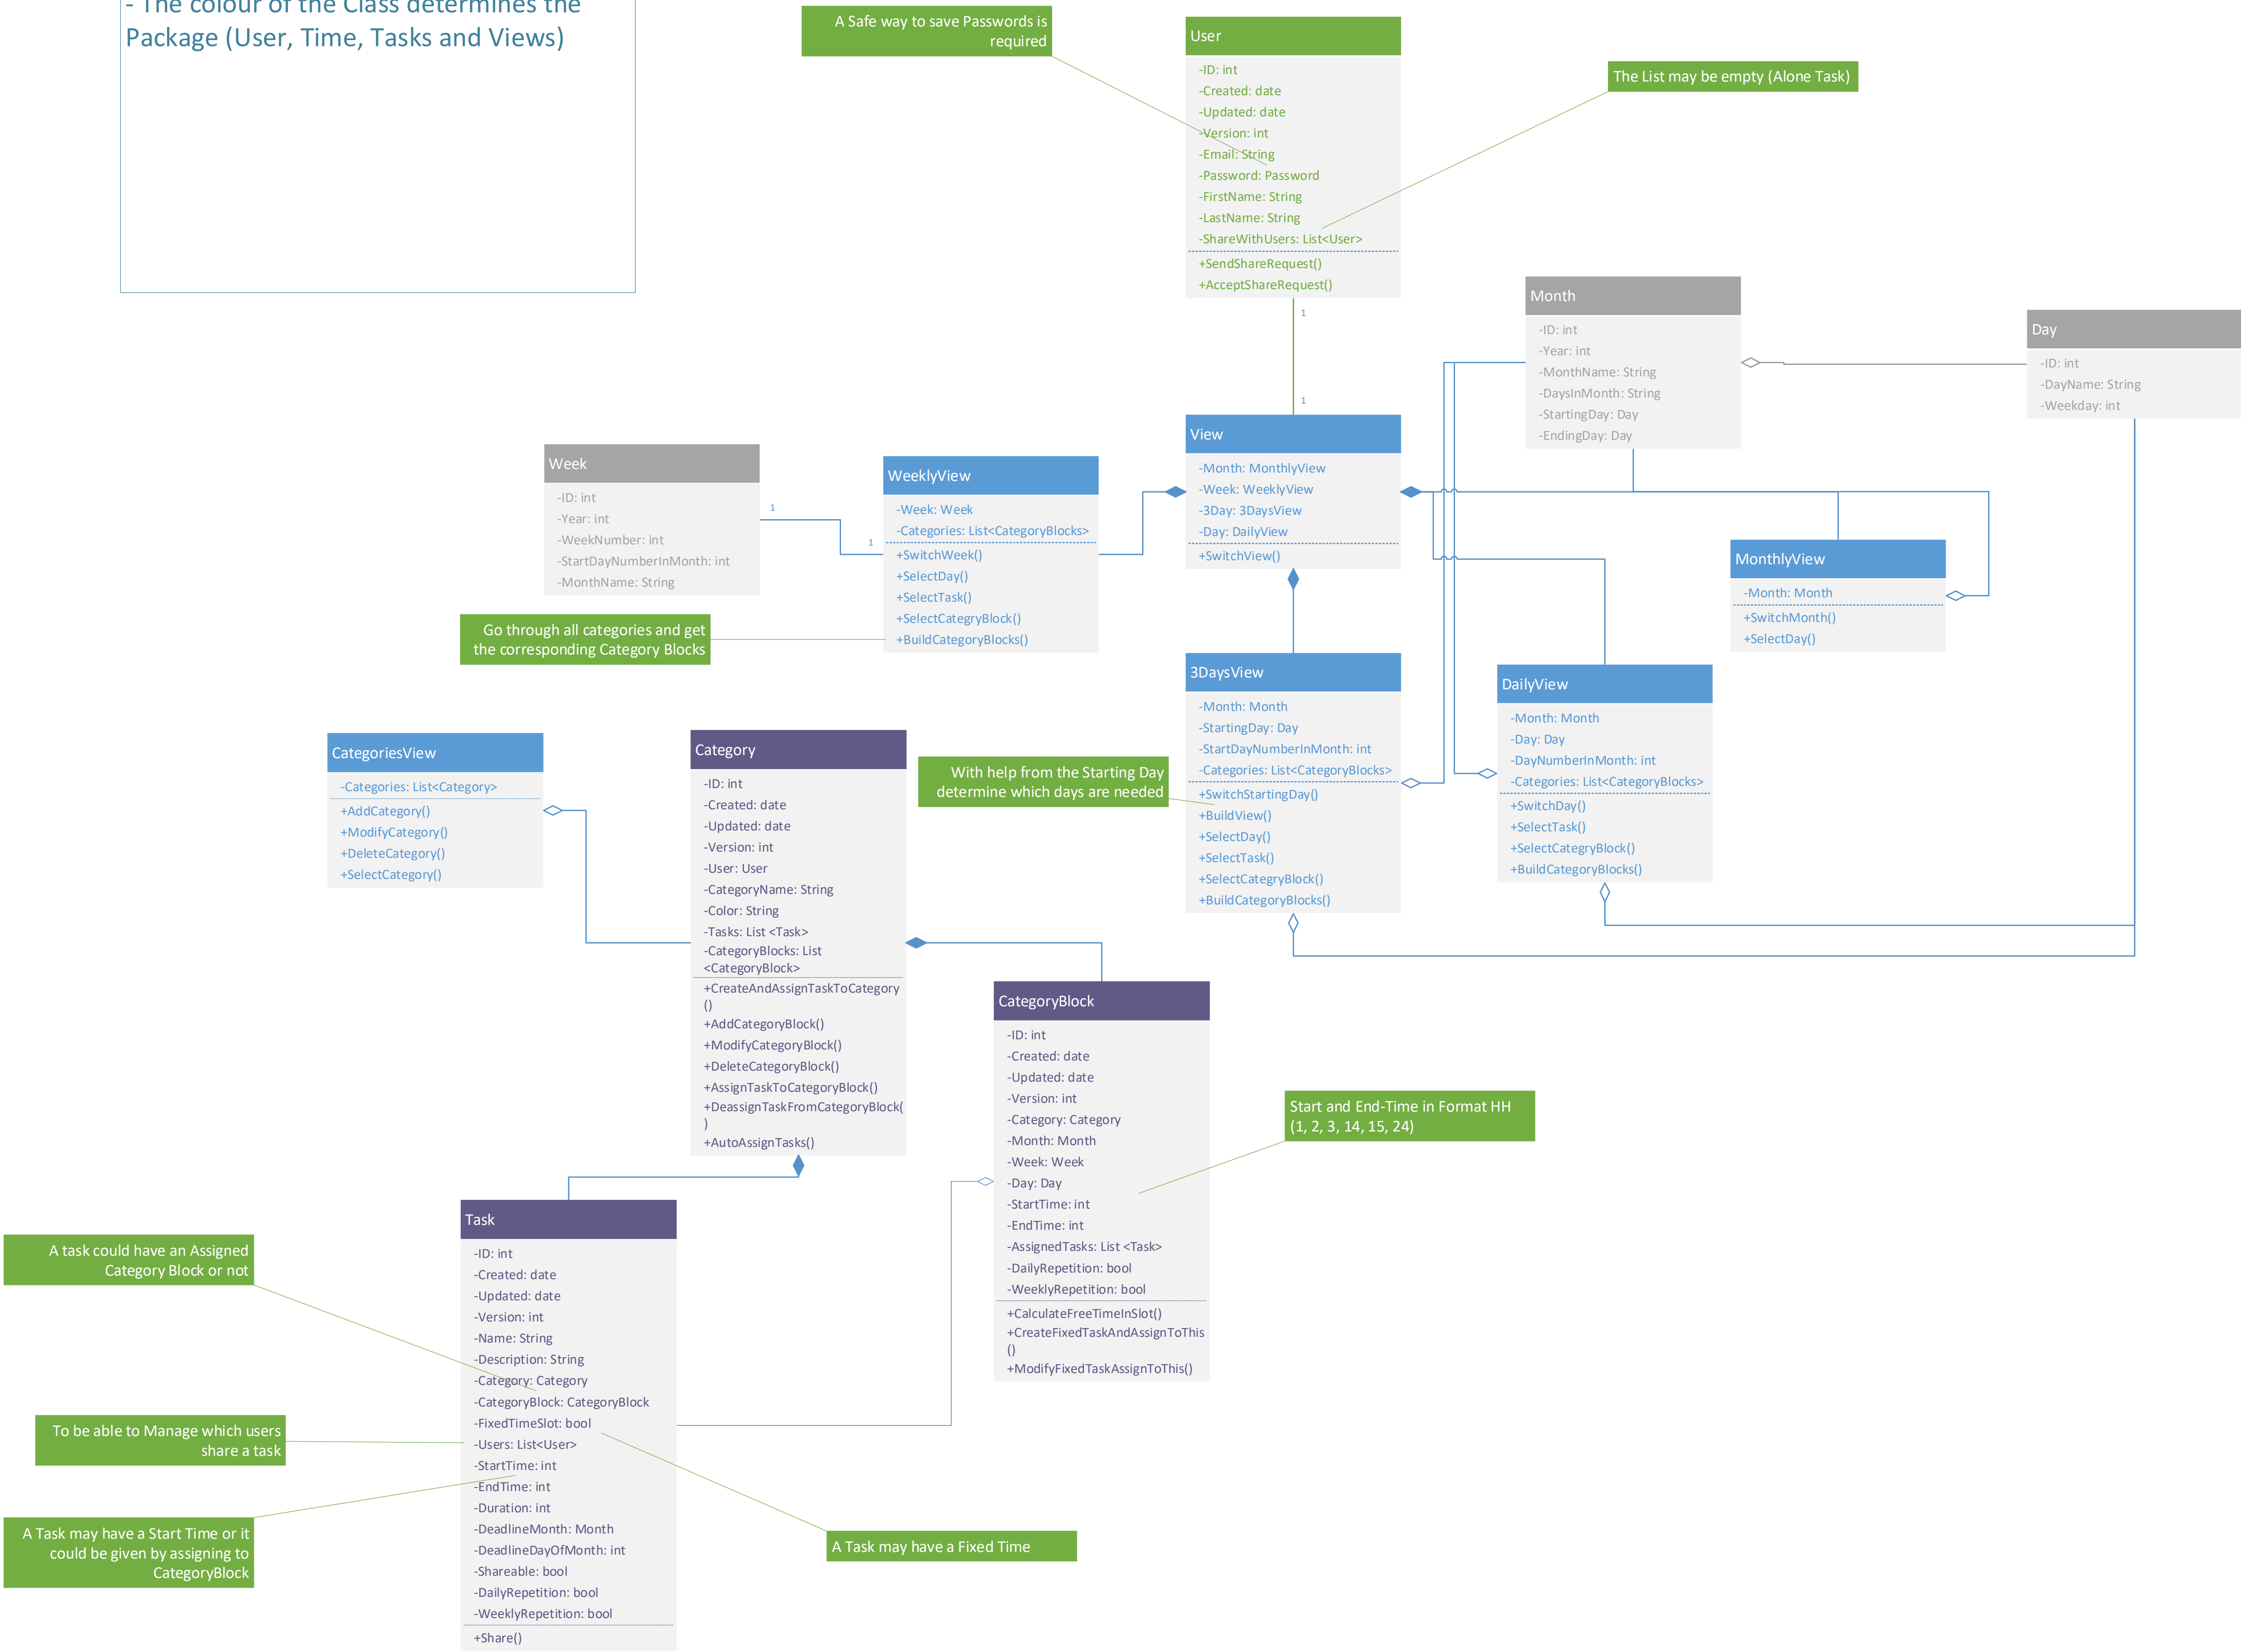 - The colour of the Class determines the
Package (User, Time, Tasks and Views)
A Safe way to save Passwords is
required
User
-ID: int
-Created: date
-Updated: date
-Version: int
-Email: String
-Password: Password
-FirstName: String
-LastName: String
-ShareWithUsers: List<User>
+SendShareRequest()
+AcceptShareRequest()
The List may be empty (Alone Task)
1
1
Month
-ID: int
-Year: int
-MonthName: String
-DaysInMonth: String
-StartingDay: Day
-EndingDay: Day
Day
-ID: int
-DayName: String
-Weekday: int
Week
-ID: int
-Year: int
-WeekNumber: int
-StartDayNumberInMonth: int
-MonthName: String
1
1
WeeklyView
-Week: Week
-Categories: List<CategoryBlocks>
+SwitchWeek()
+SelectDay()
+SelectTask()
+SelectCategryBlock()
+BuildCategoryBlocks()
View
-Month: MonthlyView
-Week: WeeklyView
-3Day: 3DaysView
-Day: DailyView
+SwitchView()
MonthlyView
-Month: Month
+SwitchMonth()
+SelectDay()
Go through all categories and get
the corresponding Category Blocks
3DaysView
-Month: Month
-StartingDay: Day
-StartDayNumberInMonth: int
-Categories: List<CategoryBlocks>
+SwitchStartingDay()
+BuildView()
+SelectDay()
+SelectTask()
+SelectCategryBlock()
+BuildCategoryBlocks()
DailyView
-Month: Month
-Day: Day
-DayNumberInMonth: int
-Categories: List<CategoryBlocks>
+SwitchDay()
+SelectTask()
+SelectCategryBlock()
+BuildCategoryBlocks()
With help from the Starting Day
determine which days are needed
CategoriesView
-Categories: List<Category>
+AddCategory()
+ModifyCategory()
+DeleteCategory()
+SelectCategory()
Category
-ID: int
-Created: date
-Updated: date
-Version: int
-User: User
-CategoryName: String
-Color: String
-Tasks: List <Task>
-CategoryBlocks: List
<CategoryBlock>
+CreateAndAssignTaskToCategory
()
+AddCategoryBlock()
+ModifyCategoryBlock()
+DeleteCategoryBlock()
+AssignTaskToCategoryBlock()
+DeassignTaskFromCategoryBlock(
)
+AutoAssignTasks()
CategoryBlock
-ID: int
-Created: date
-Updated: date
-Version: int
-Category: Category
-Month: Month
-Week: Week
-Day: Day
-StartTime: int
-EndTime: int
-AssignedTasks: List <Task>
-DailyRepetition: bool
-WeeklyRepetition: bool
+CalculateFreeTimeInSlot()
+CreateFixedTaskAndAssignToThis
()
+ModifyFixedTaskAssignToThis()
Start and End-Time in Format HH
(1, 2, 3, 14, 15, 24)
Task
-ID: int
-Created: date
-Updated: date
-Version: int
-Name: String
-Description: String
-Category: Category
-CategoryBlock: CategoryBlock
-FixedTimeSlot: bool
-Users: List<User>
-StartTime: int
-EndTime: int
-Duration: int
-DeadlineMonth: Month
-DeadlineDayOfMonth: int
-Shareable: bool
-DailyRepetition: bool
-WeeklyRepetition: bool
+Share()
A task could have an Assigned
Category Block or not
To be able to Manage which users
share a task
A Task may have a Start Time or it
could be given by assigning to
CategoryBlock
A Task may have a Fixed Time